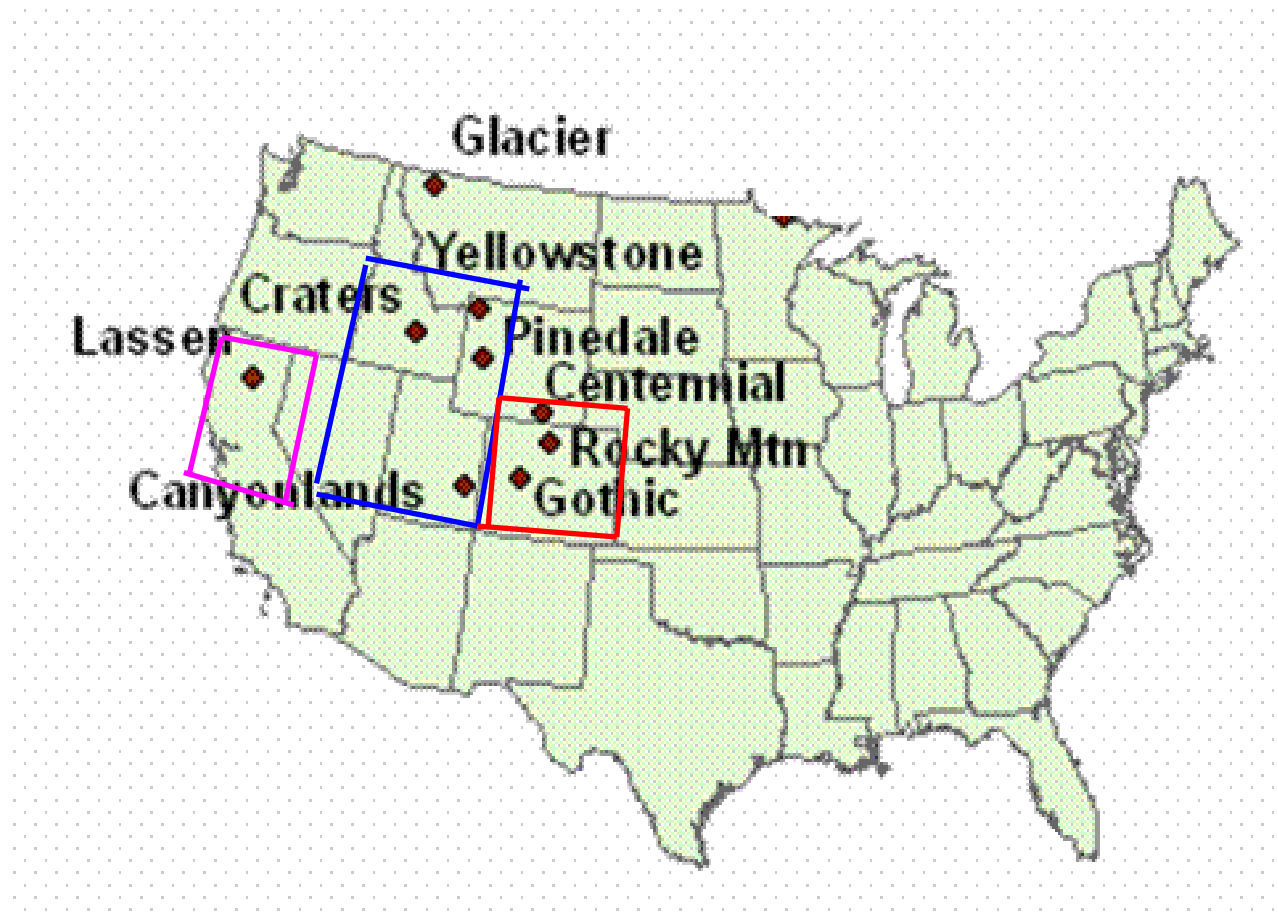 Glacier
Yellowstone
Craters
Lassen
Pinedale
Centennial
Rocky Mtn
Canyonlands
Gothic